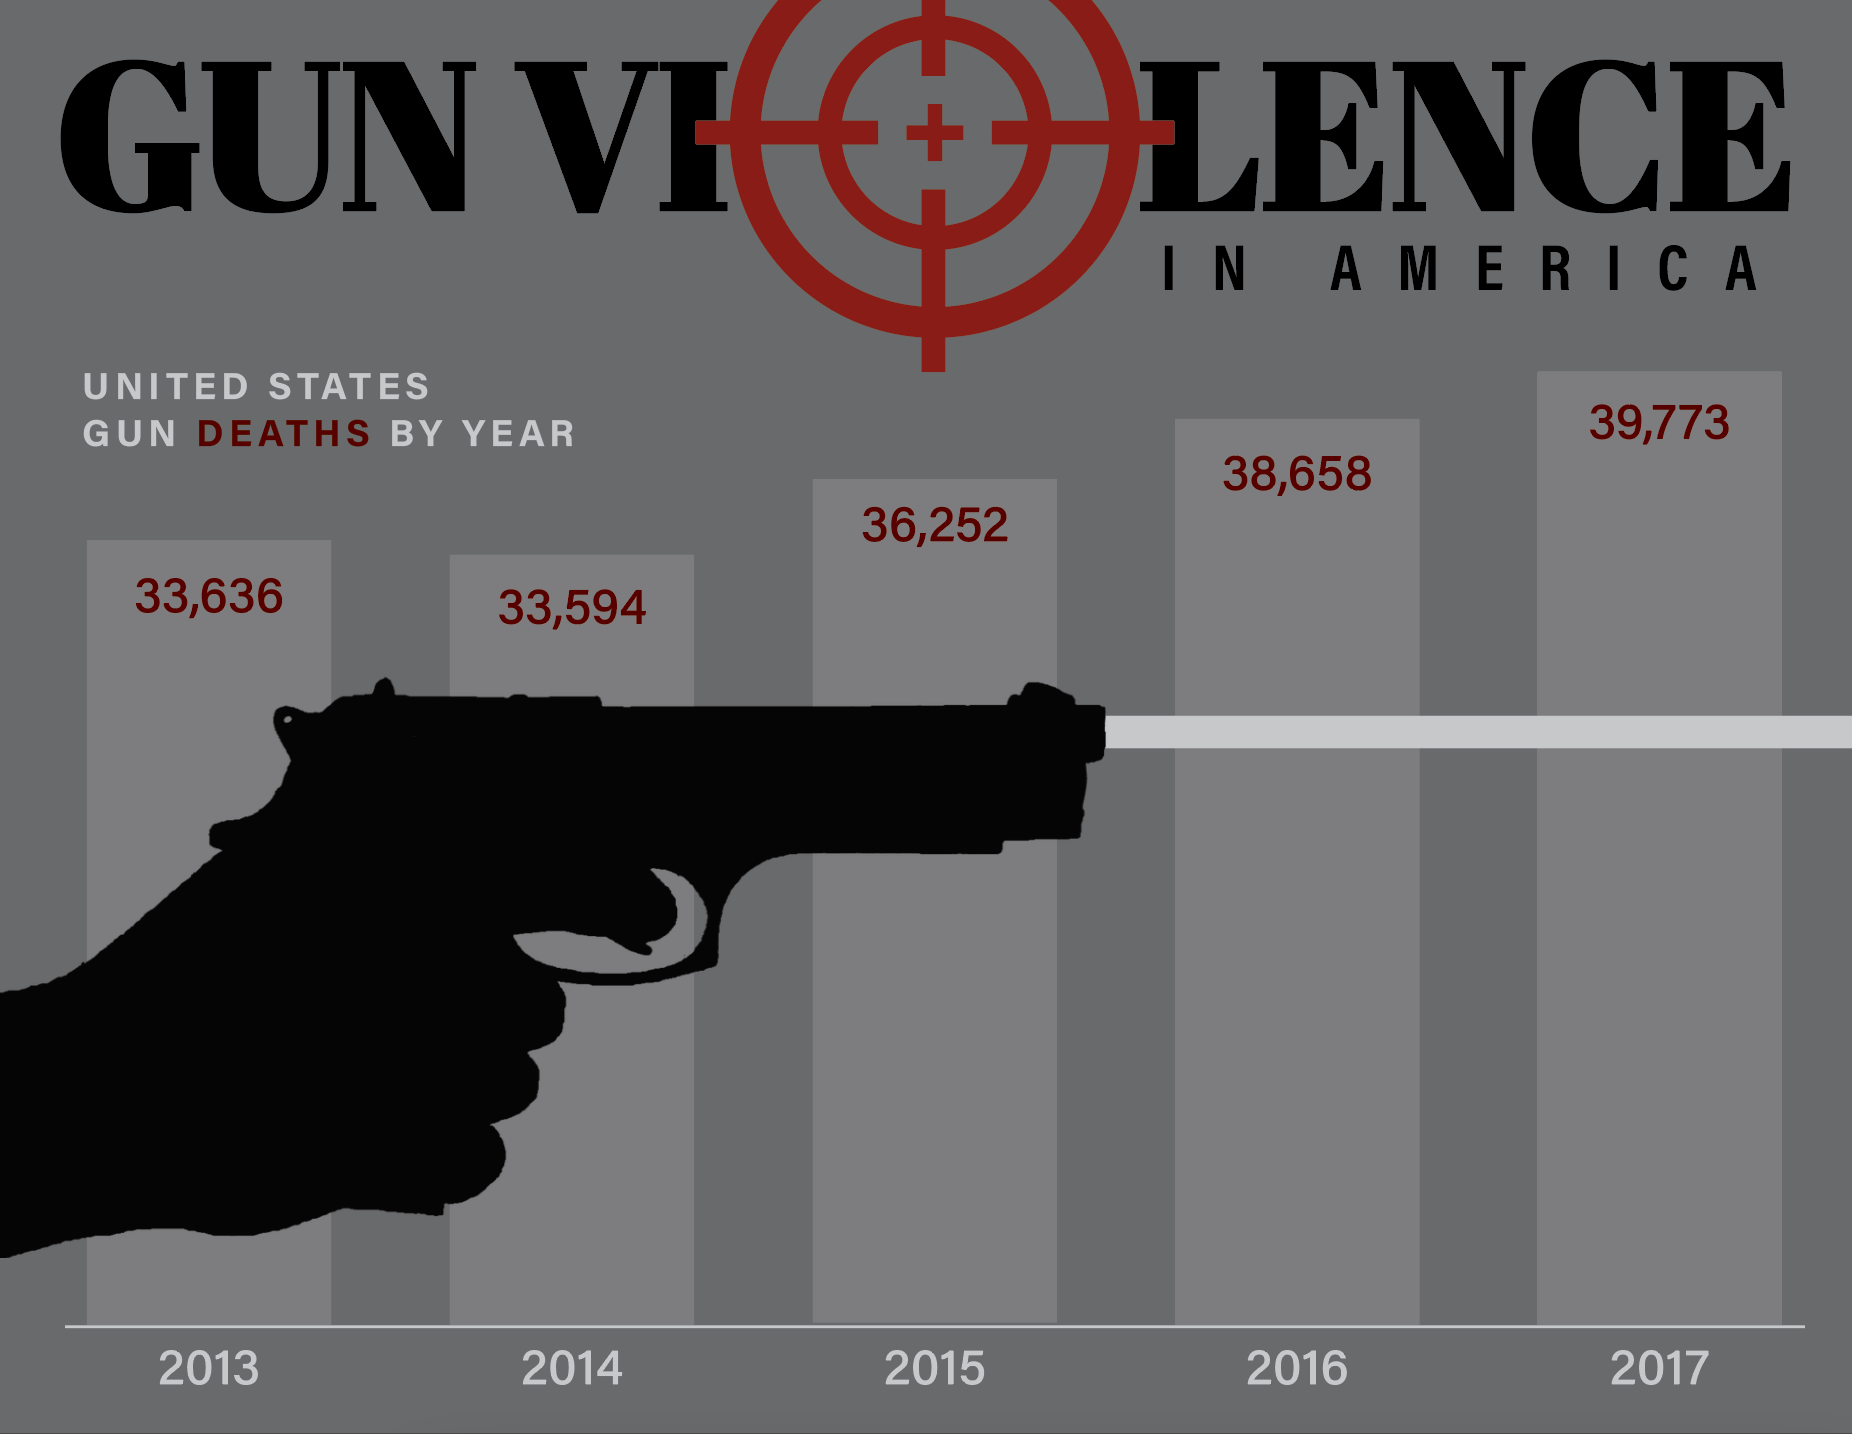 GUN VIOLENCE
IN AMERICA
UNITED STATES
GUN DEATHS BY YEAR
33,636
33,594
36,252
38,658
39,773
2013
2014
2015
2016
2017